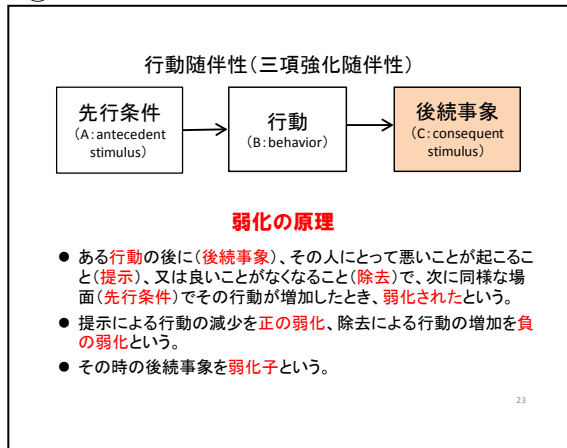 行動随伴性(三項強化随伴性)
先行条件
(A:antecedent
stimulus)
行動
(B:behavior)
後続事象
(C:consequent
stimulus)
弱化の原理
● ある行動の後に(後続事象)、その人にとって悪いことが起こるこ
と(提示)、又は良いことがなくなること(除去)で、次に同様な場
面(先行条件)でその行動が増加したとき、弱化されたという。
● 提示による行動の減少を正の弱化、除去による行動の増加を負
の弱化という。
● その時の後続事象を弱化子という。
23